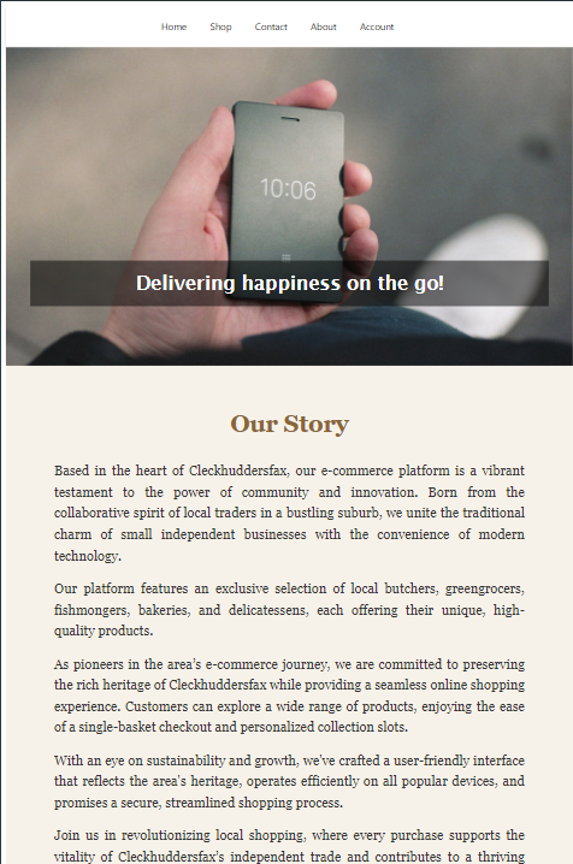 Home Shop Contact About Account
10:06
Delivering happiness on the go!
Our Story
Based in the heart of Cleckhuddersfax, our e-commerce platform is a vibrant
testament to the power of community and innovation. Born from the
collaborative spirit of local traders in a bustling suburb, we unite the traditional
charm of small independent businesses with the convenience of modern
technology.
Our platform features an exclusive selection of local butchers, greengrocers,
fishmongers, bakeries, and delicatessens, each offering their unique, high-
quality products.
As pioneers in the area’s e-commerce journey, we are committed to preserving
the rich heritage of Cleckhuddersfax while providing a seamless online shopping
experience. Customers can explore a wide range of products, enjoying the ease
of a single-basket checkout and personalized collection slots.
With an eye on sustainability and growth, we've crafted a user-friendly interface
that reflects the area's heritage, operates efficiently on all popular devices, and
promises a secure, streamlined shopping process.
Join us in revolutionizing local shopping, where every purchase supports the
vitality of Cleckhuddersfax’s independent trade and contributes to a thriving